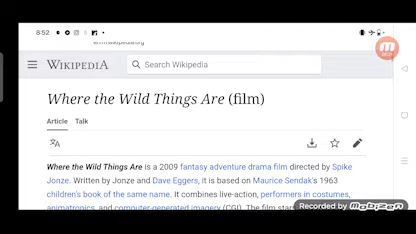 8:52
WIKIPEDIA
Search Wikipedia
Where the Wild Things Are (film)
Article Talk
Where the Wild Things Are is a 2009 fantasy adventure drama film directed by Spike
Jonze. Written by Jonze and Dave Eggers, it is based on Maurice Sendak's 1963
children's book of the same name. It combines live-action, performers in costumes,
animatronics, and computer-generated imagery (CGI). The film stars
Recorded by Mobizen